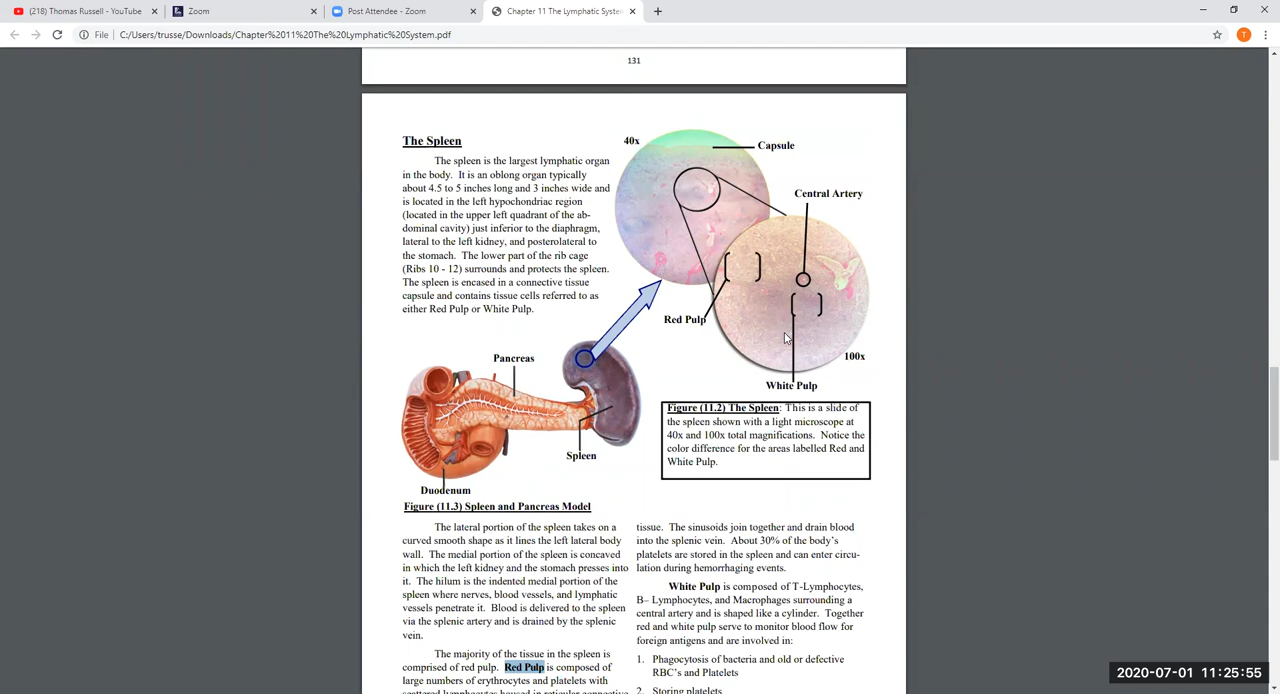 (218) Thomas Russell - YouTube
Zoom
Post Attendee - Zoom
Chapter 11 The Lymphatic Syste
File
C:/Users/trusse/Downloads/Chapter%2011%20The%20Lymphatic%20System.pdf
T
131
The Spleen
The spleen is the largest lymphatic organ
in the body. It is an oblong organ typically
about 4.5 to 5 inches long and 3 inches wide and
is located in the left hypochondriac region
(located in the upper left quadrant of the ab-
dominal cavity) just inferior to the diaphragm,
lateral to the left kidney, and posterolateral to
the stomach. The lower part of the rib cage
(Ribs 10 - 12) surrounds and protects the spleen.
The spleen is encased in a connective tissue
capsule and contains tissue cells referred to as
either Red Pulp or White Pulp.
40x
Capsule
Central Artery
Red Pulp
100x
White Pulp
Figure (11.2) The Spleen: This is a slide of
the spleen shown with a light microscope at
40x and 100x total magnifications. Notice the
color difference for the areas labelled Red and
White Pulp.
Pancreas
Spleen
Duodenum
Figure (11.3) Spleen and Pancreas Model
The lateral portion of the spleen takes on a
curved smooth shape as it lines the left lateral body
wall. The medial portion of the spleen is concaved
in which the left kidney and the stomach presses into
it. The hilum is the indented medial portion of the
spleen where nerves, blood vessels, and lymphatic
vessels penetrate it. Blood is delivered to the spleen
via the splenic artery and is drained by the splenic
vein.
The majority of the tissue in the spleen is
comprised of red pulp. Red Pulp is composed of
large numbers of erythrocytes and platelets with
scattered lymphocytes housed in reticular connective
tissue. The sinusoids join together and drain blood
into the splenic vein. About 30% of the body's
platelets are stored in the spleen and can enter circu-
lation during hemorrhaging events.
White Pulp is composed of T-Lymphocytes,
B– Lymphocytes, and Macrophages surrounding a
central artery and is shaped like a cylinder. Together
red and white pulp serve to monitor blood flow for
foreign antigens and are involved in:
1. Phagocytosis of bacteria and old or defective
RBC's and Platelets
2. Storing platelets
2020-07-01 11:25:55